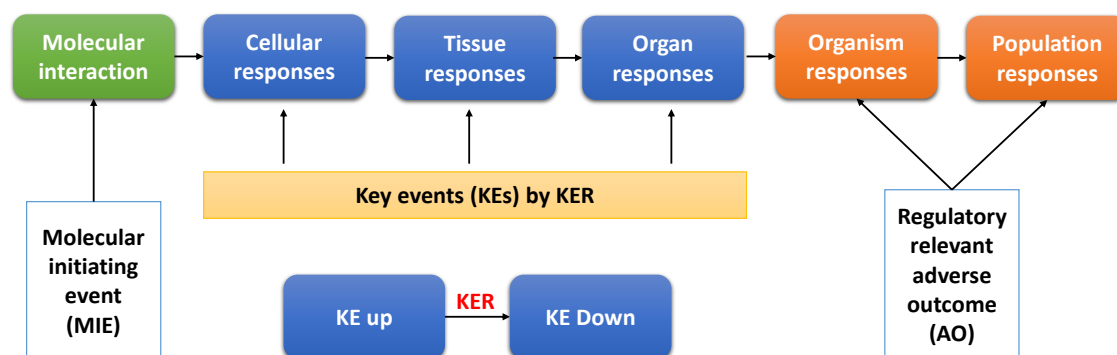 Molecular
interaction
Cellular
responses
Tissue
responses
Organ
responses
Organism
responses
Population
responses
Key events (KEs) by KER
Molecular
initiating
event
(MIE)
Regulatory
relevant
adverse
outcome
(AO)
KE up
KER
KE Down